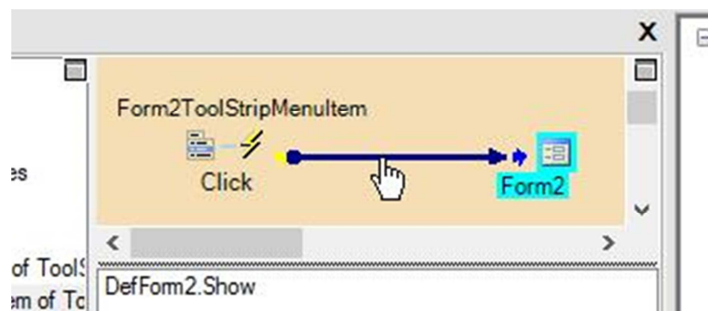 X
Form2ToolStripMenuItem
Click
Form2
es
of ToolS
em of To
DefForm2.Show